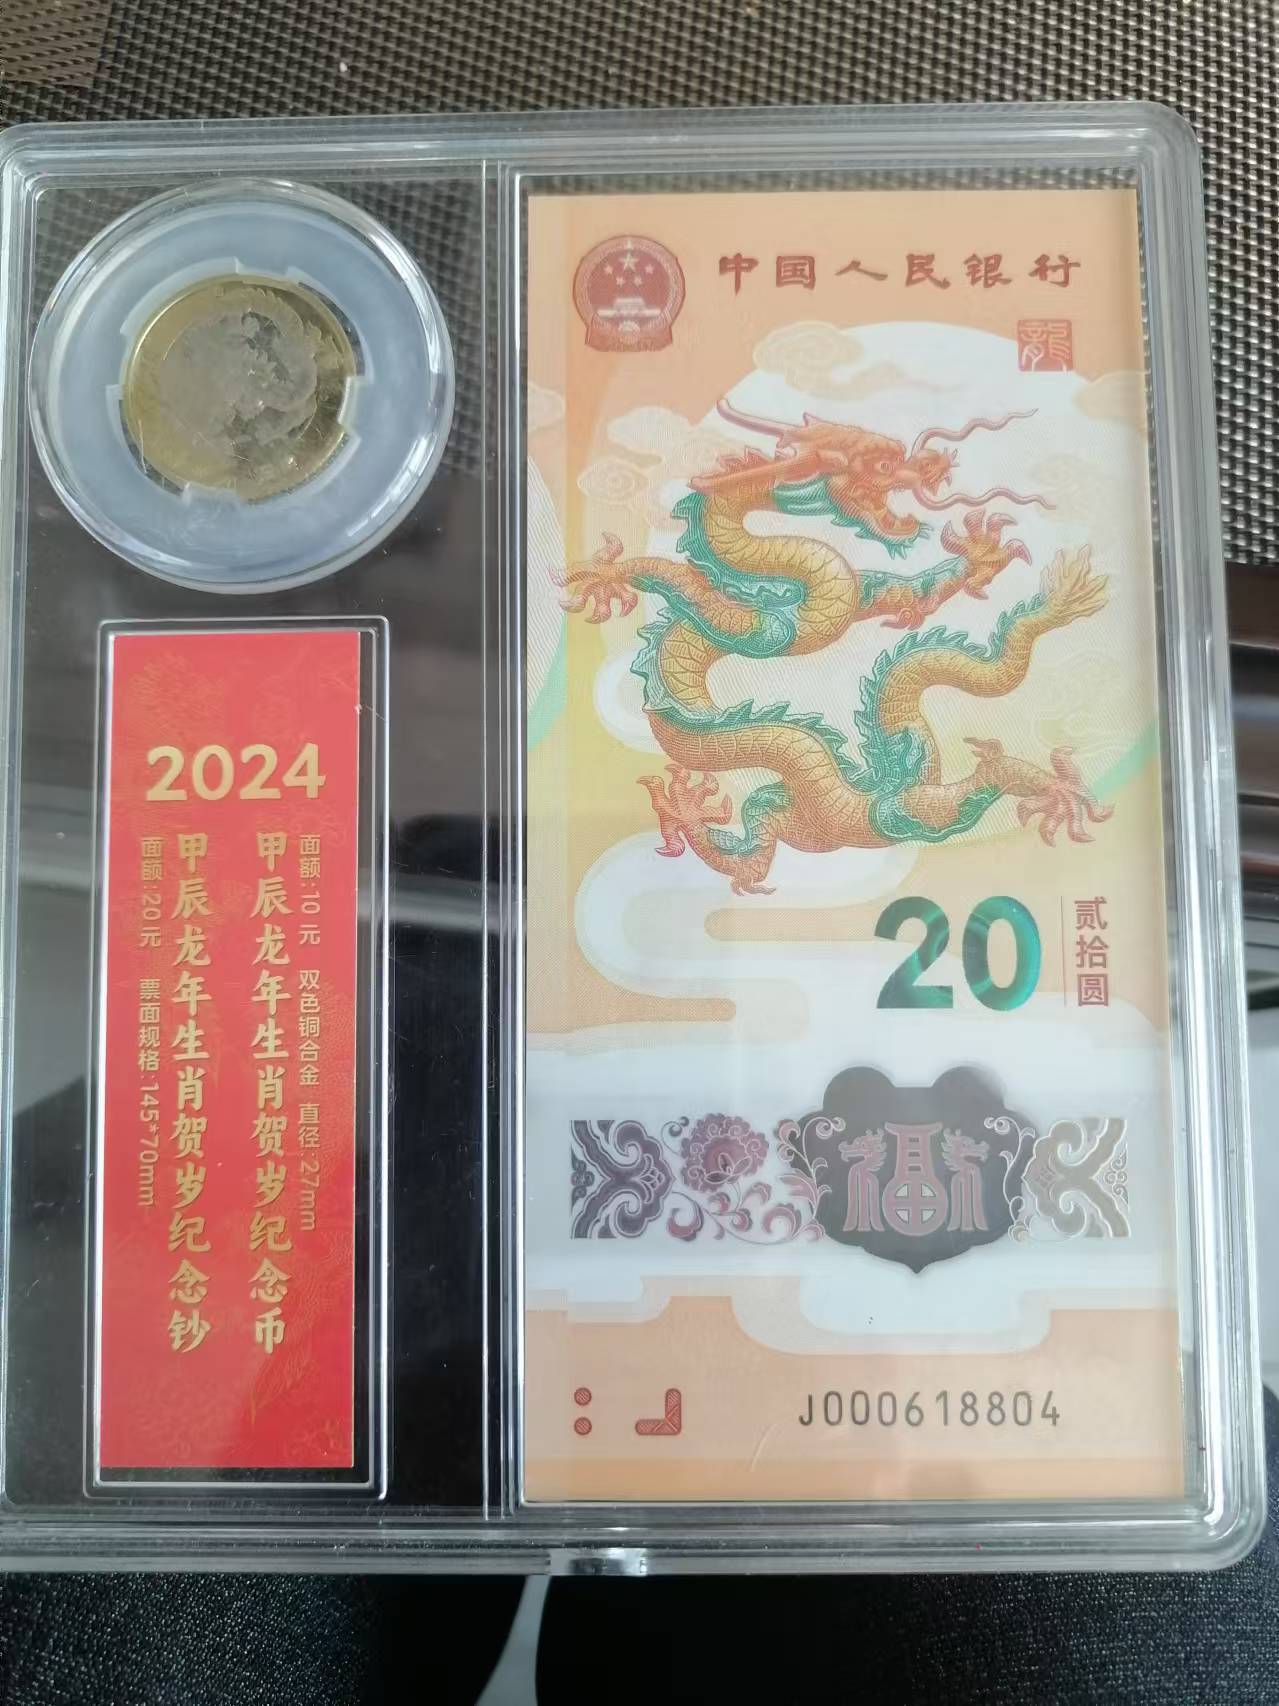 中国人民银行
龍
2024
面额:10元 双色铜合金 直径:27mm
甲辰龙年生肖贺岁纪念币
甲辰龙年生肖贺岁纪念钞
面额:20元 票面规格:145*70mm
20
贰拾圆
福
J000618804